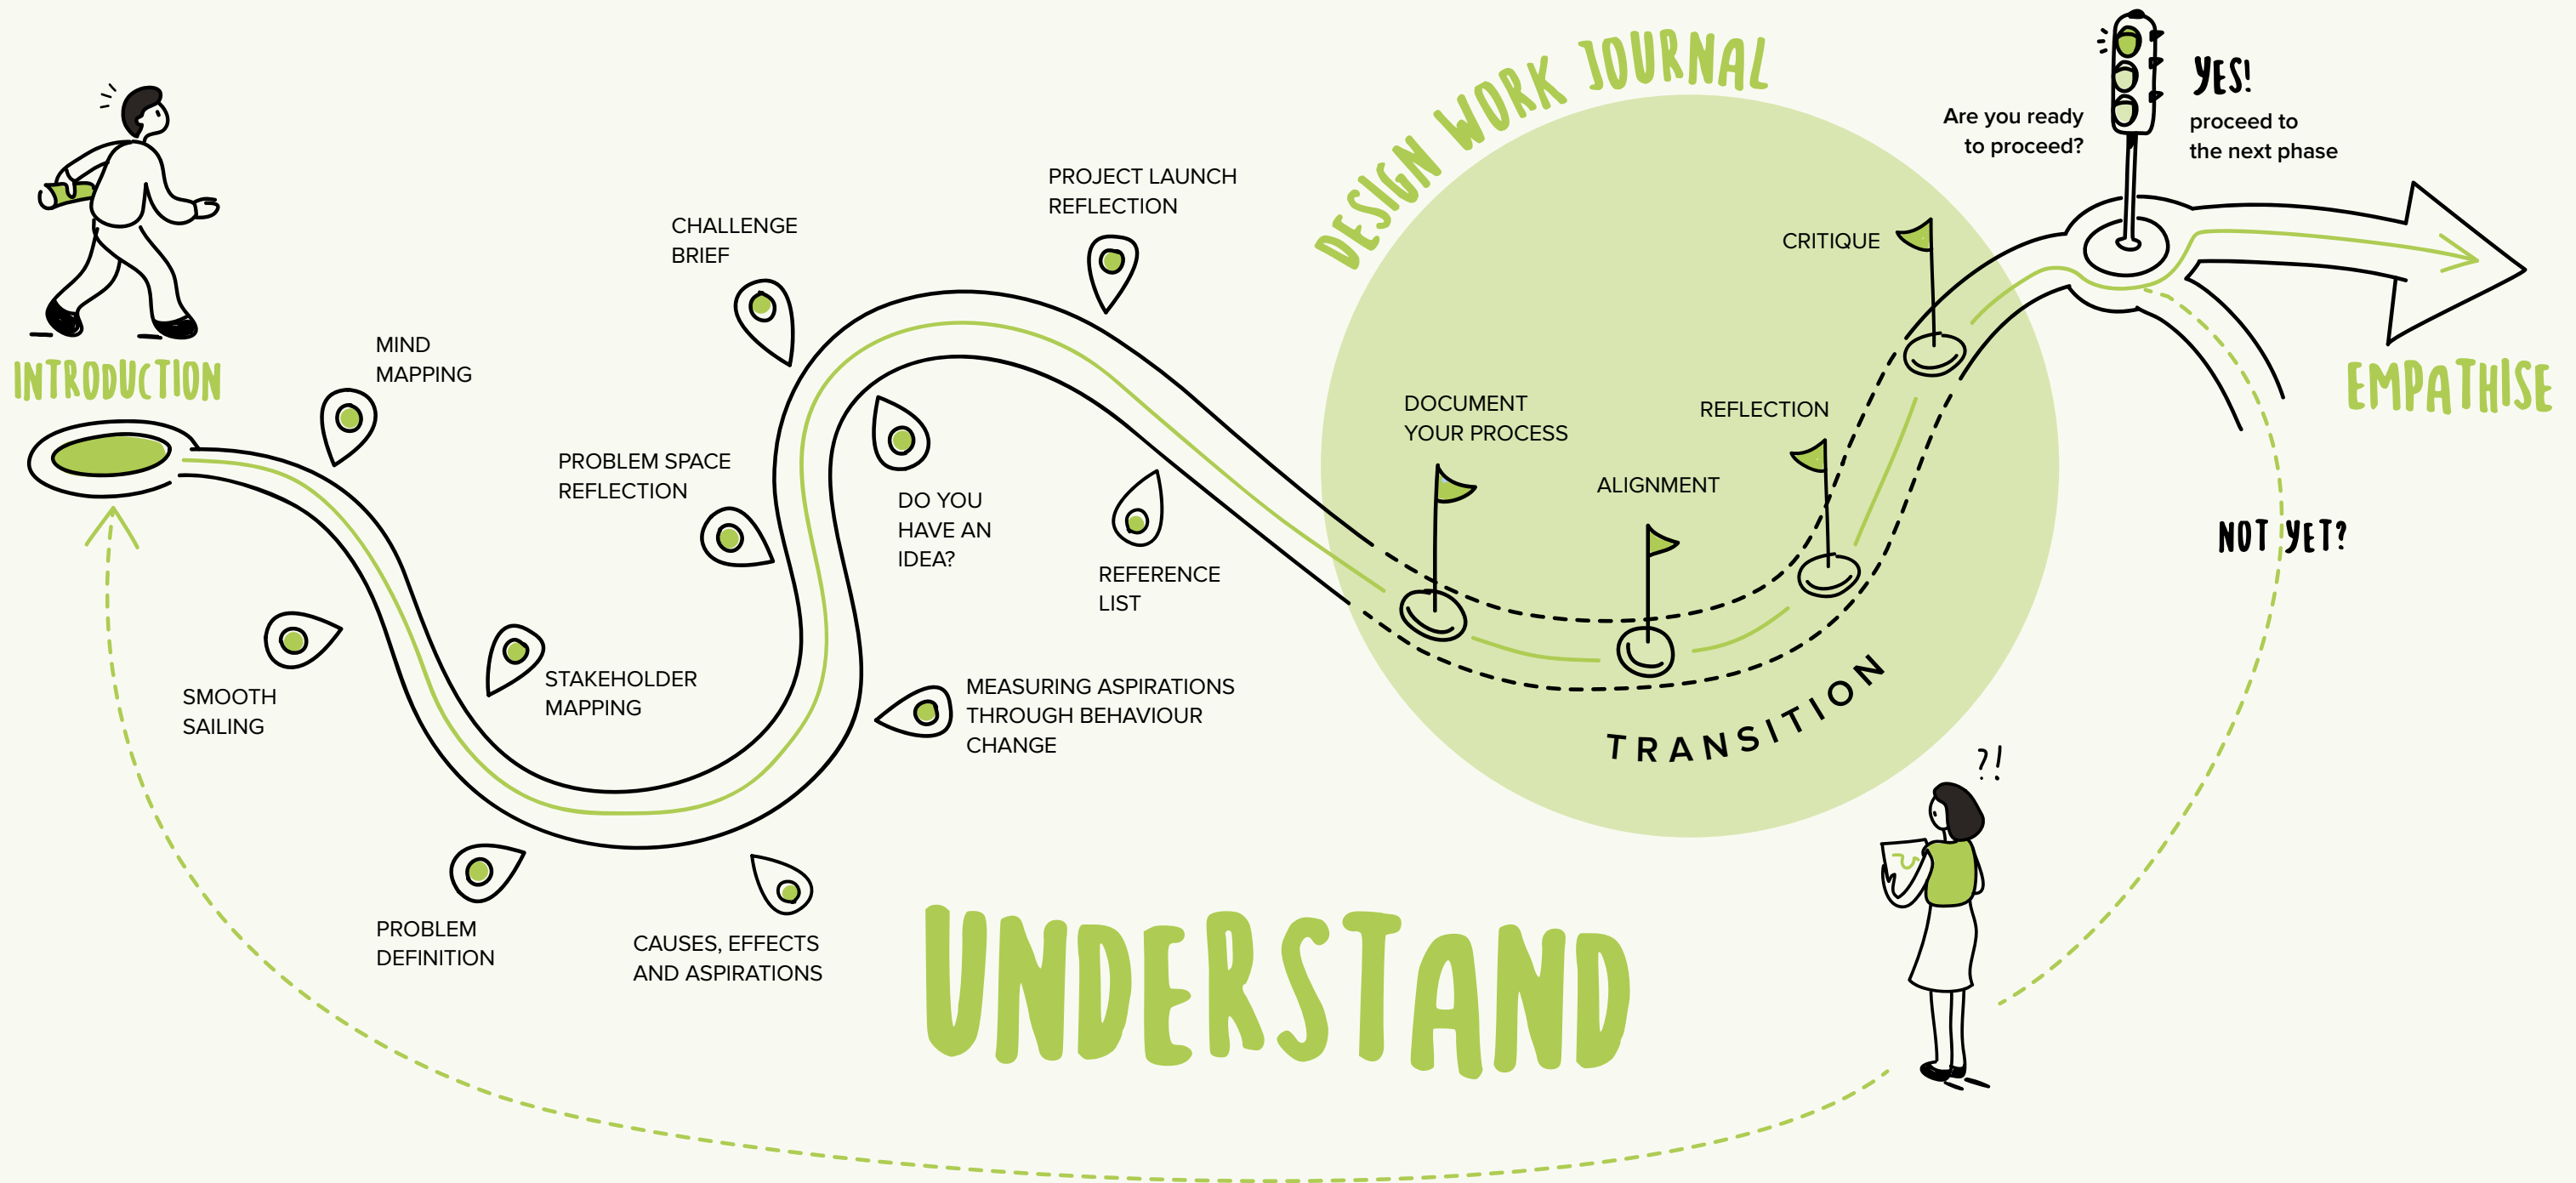 INTRODUCTION
MIND
MAPPING
SMOOTH
SAILING
STAKEHOLDER
MAPPING
PROBLEM
DEFINITION
CAUSES, EFFECTS
AND ASPIRATIONS
MEASURING ASPIRATIONS
THROUGH BEHAVIOUR
CHANGE
PROBLEM SPACE
REFLECTION
DO YOU
HAVE AN
IDEA?
CHALLENGE
BRIEF
PROJECT LAUNCH
REFLECTION
REFERENCE
LIST
DESIGN WORK JOURNAL
DOCUMENT
YOUR PROCESS
ALIGNMENT
REFLECTION
CRITIQUE
TRANSITION
Are you ready
to proceed?
YES!
proceed to
the next phase
EMPATHISE
NOT YET?
?!
UNDERSTAND